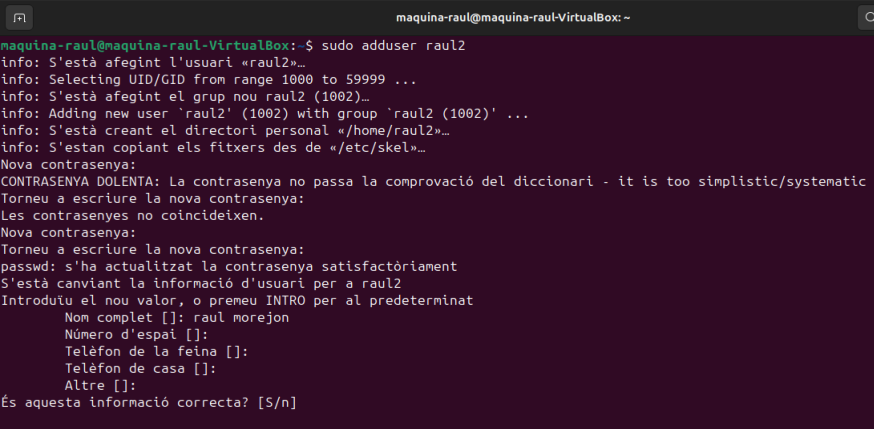 maquina-raul@maquina-raul-VirtualBox: ~
maquina-raul@maquina-raul-VirtualBox:~$ sudo adduser raul2
info: S'està afegint l'usuari «raul2»…
info: Selecting UID/GID from range 1000 to 59999 ...
info: S'està afegint el grup nou raul2 (1002)…
info: Adding new user `raul2' (1002) with group `raul2 (1002)' ...
info: S'està creant el directori personal «/home/raul2»…
info: S'estan copiant els fitxers des de «/etc/skel»…
Nova contrasenya:
CONTRASENYA DOLENTA: La contrasenya no passa la comprovació del diccionari - it is too simplistic/systematic
Torneu a escriure la nova contrasenya:
Les contrasenyes no coincideixen.
Nova contrasenya:
Torneu a escriure la nova contrasenya:
passwd: s'ha actualitzat la contrasenya satisfactòriament
S'està canviant la informació d'usuari per a raul2
Introduïu el nou valor, o premeu INTRO per al predeterminat
Nom complet []: raul morejon
Número d'espai []:
Telèfon de la feina []:
Telèfon de casa []:
Altre []:
És aquesta informació correcta? [S/n]